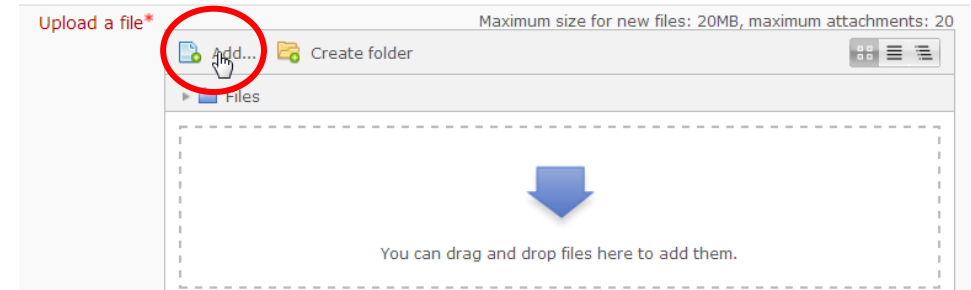 Upload a file* Maximum size for new files: 20MB, maximum attachments: 20
Add... Create folder
Files
You can drag and drop files here to add them.